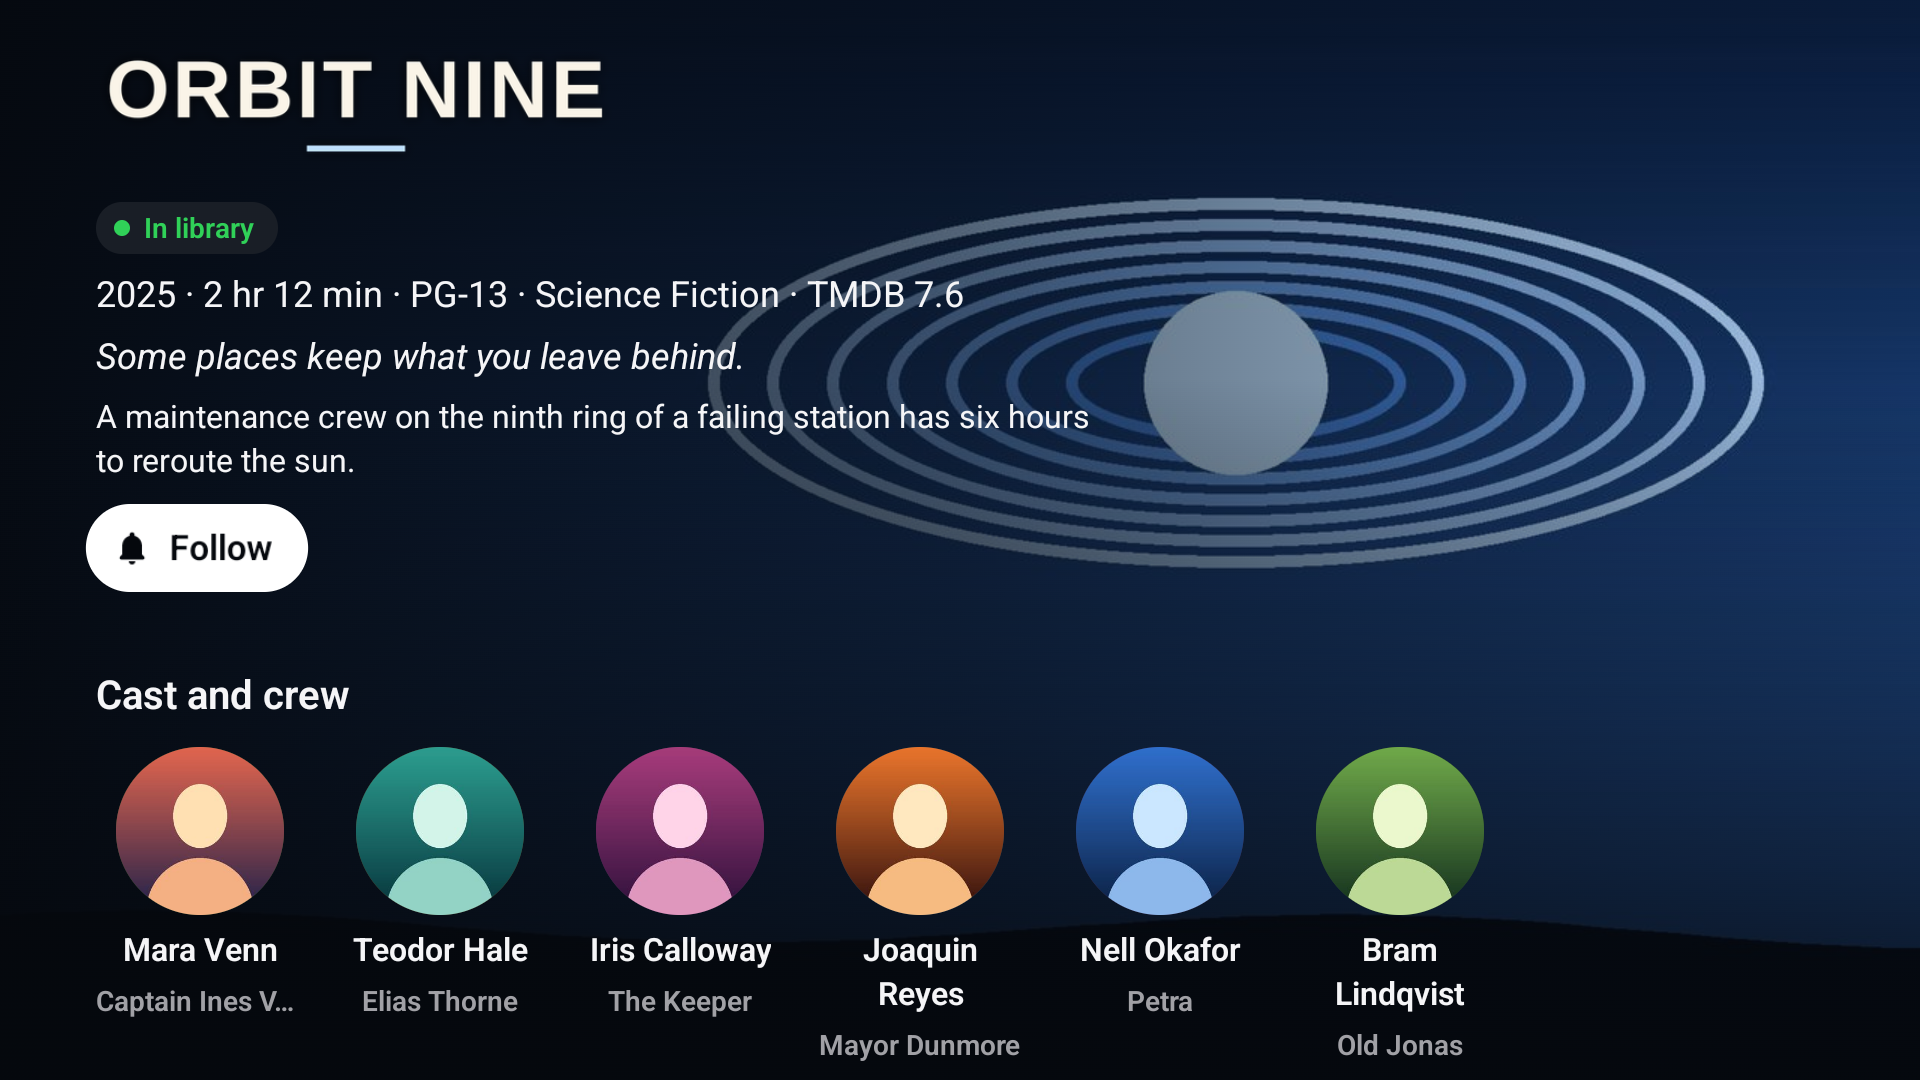 ORBIT NINE
In library
2025 · 2 hr 12 min · PG-13 · Science Fiction · TMDB 7.6
Some places keep what you leave behind.
A maintenance crew on the ninth ring of a failing station has six hours
to reroute the sun.
Follow
Cast and crew
Mara Venn
Captain Ines V...
Teodor Hale
Elias Thorne
Iris Calloway
The Keeper
Joaquin
Reyes
Mayor Dunmore
Nell Okafor
Petra
Bram
Lindqvist
Old Jonas